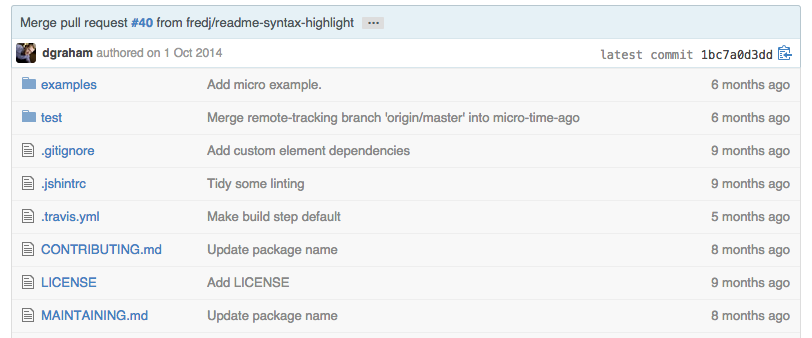 Merge pull request #40 from fredj/readme-syntax-highlight ...
dgraham authored on 1 Oct 2014 latest commit 1bc7a0d3dd
examples Add micro example. 6 months ago
test Merge remote-tracking branch 'origin/master' into micro-time-ago 6 months ago
.gitignore Add custom element dependencies 9 months ago
.jshintrc Tidy some linting 9 months ago
.travis.yml Make build step default 5 months ago
CONTRIBUTING.md Update package name 8 months ago
LICENSE Add LICENSE 9 months ago
MAINTAINING.md Update package name 8 months ago